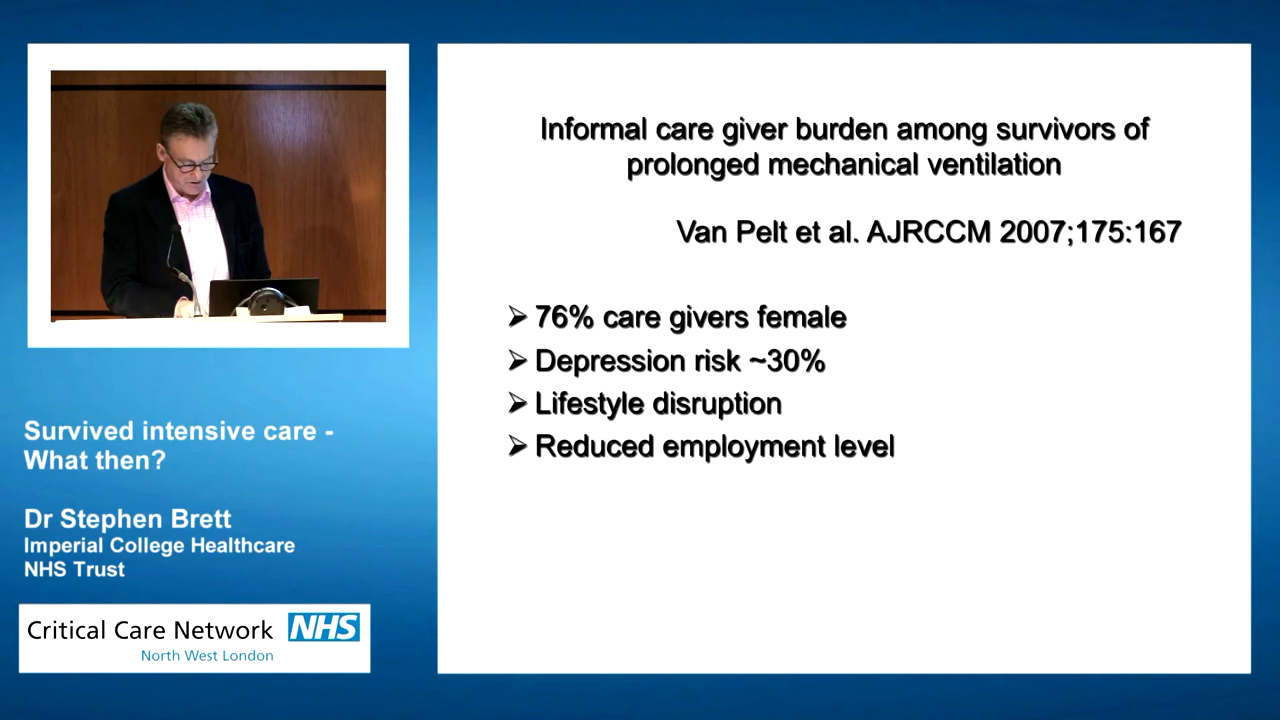 Informal care giver burden among survivors of
prolonged mechanical ventilation
Van Pelt et al. AJRCCM 2007;175:167
➢ 76% care givers female
➢ Depression risk ~30%
➢ Lifestyle disruption
➢ Reduced employment level
Survived intensive care -
What then?
Dr Stephen Brett
Imperial College Healthcare
NHS Trust
Critical Care Network NHS
North West London